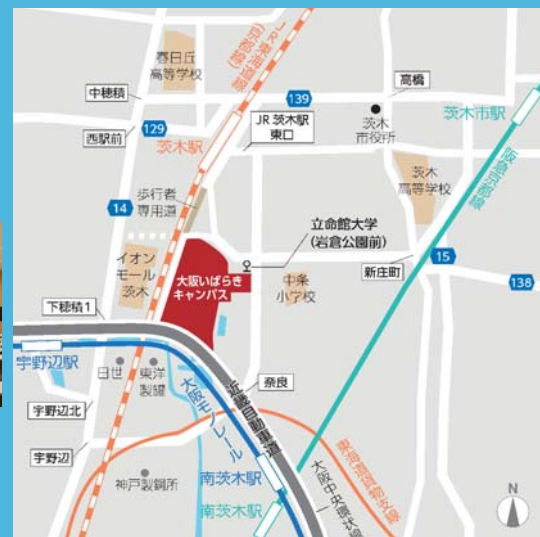 春日丘
高等学校
JR東海道線
(京都線)
高橋
中穂積
139
茨木市駅
129
JR 茨木駅
東口
茨木
市役所
西駅前
茨木駅
阪急京都線
茨木
高等学校
歩行者
専用道
14
立命館大学
(岩倉公園前)
15
イオン
モール
茨木
大阪いばらき
キャンパス
新庄町
138
中条
小学校
下穂積1
宇野辺駅
日世
東洋
製罐
大阪モノレール
近畿自動車道
奈良
宇野辺北
宇野辺
東海道貨物支線
神戸製鋼所
南茨木駅
大阪中央環状線
南茨木駅
N